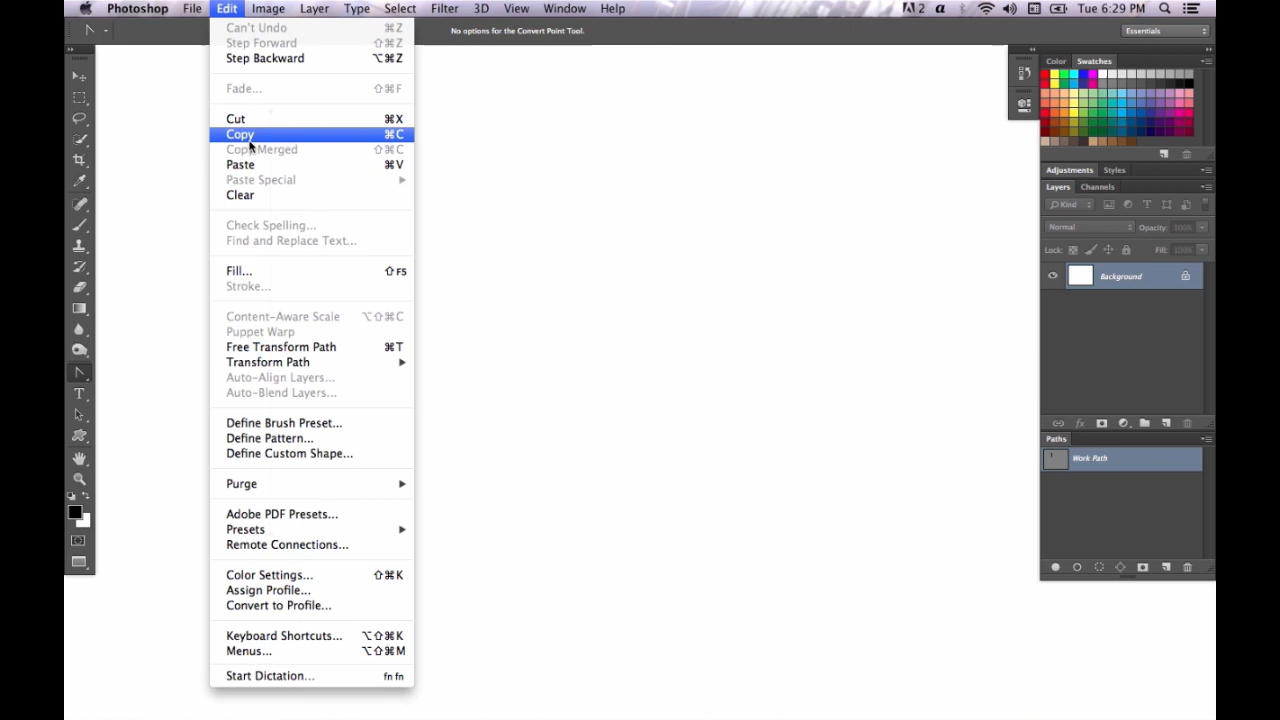 Photoshop File Edit Image Layer Type Select Filter 3D View Window Help 2 Tue 6:29 PM
No options for the Convert Point Tool. Essentials
Can't Undo ⌘Z
Step Forward ⇧⌘Z
Step Backward ⌥⌘Z
Fade... ⇧⌘F
Cut ⌘X
Copy ⌘C
Copy Merged ⇧⌘C
Paste ⌘V
Paste Special
Clear
Check Spelling...
Find and Replace Text...
Fill... ⇧F5
Stroke...
Content-Aware Scale ⌥⇧⌘C
Puppet Warp
Free Transform Path ⌘T
Transform Path
Auto-Align Layers...
Auto-Blend Layers...
Define Brush Preset...
Define Pattern...
Define Custom Shape...
Purge
Adobe PDF Presets...
Presets
Remote Connections...
Color Settings... ⇧⌘K
Assign Profile...
Convert to Profile...
Keyboard Shortcuts... ⌥⇧⌘K
Menus... ⌥⇧⌘M
Start Dictation... fn fn
Color Swatches
Adjustments Styles
Layers Channels
Kind
Normal Opacity: 100%
Lock: Fill: 100%
Background
Paths
Work Path